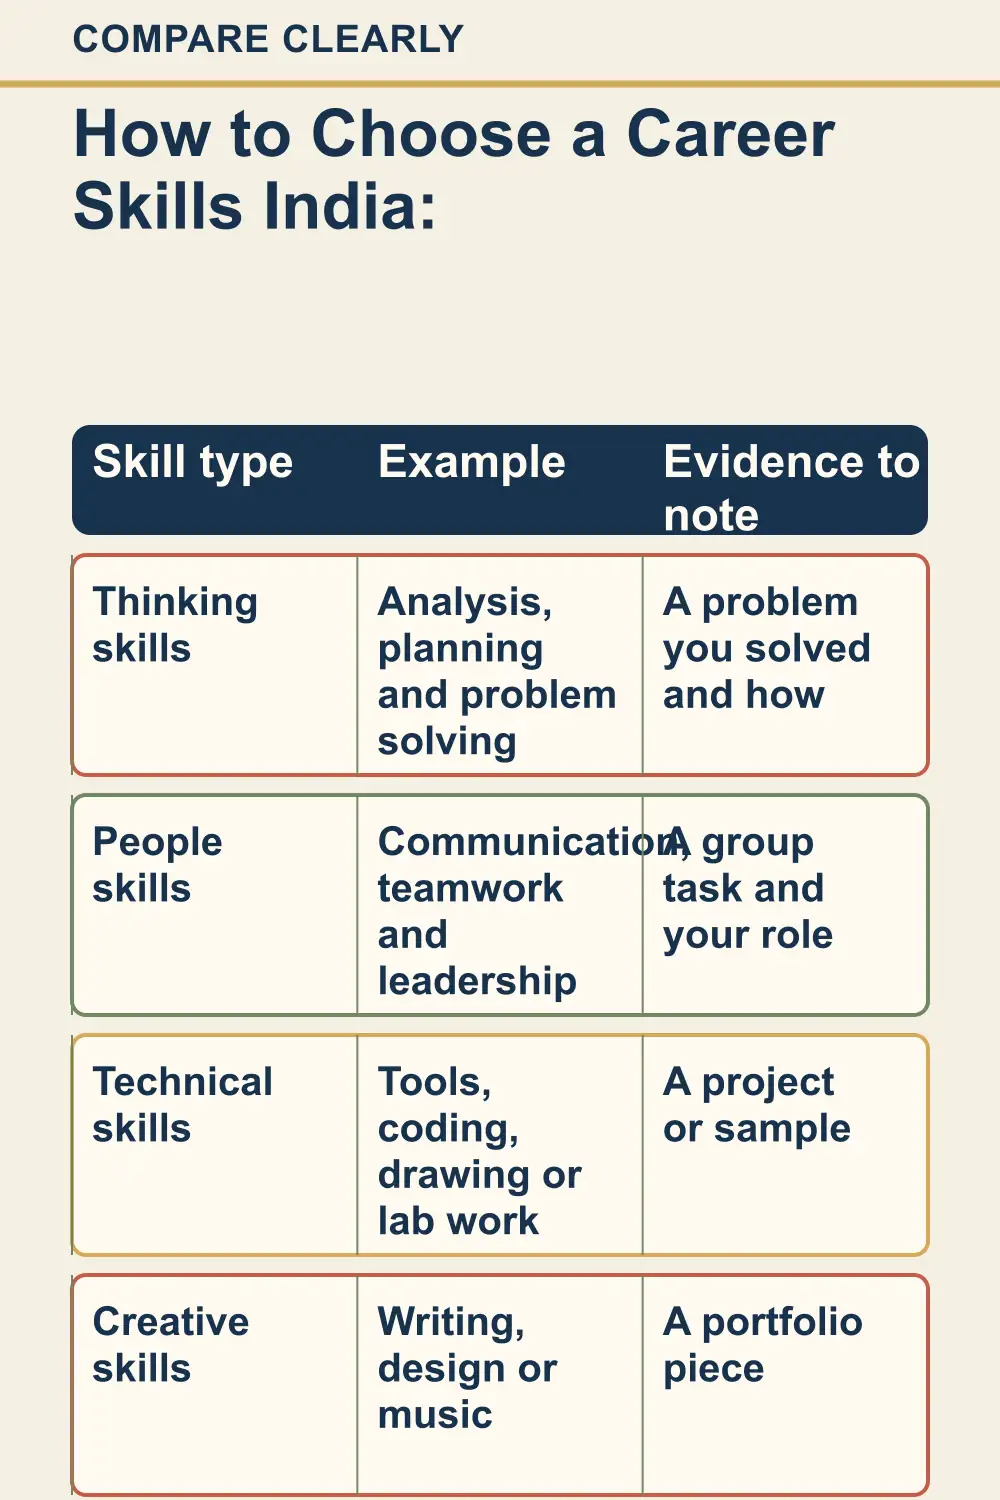 COMPARE CLEARLY
How to Choose a Career
Skills India:
Skill type
Example
Evidence to
note
Thinking
skills
Analysis,
planning
and problem
solving
A problem
you solved
and how
People
skills
Communication,
teamwork
and
leadership
A group
task and
your role
Technical
skills
Tools,
coding,
drawing or
lab work
A project
or sample
Creative
skills
Writing,
design or
music
A portfolio
piece